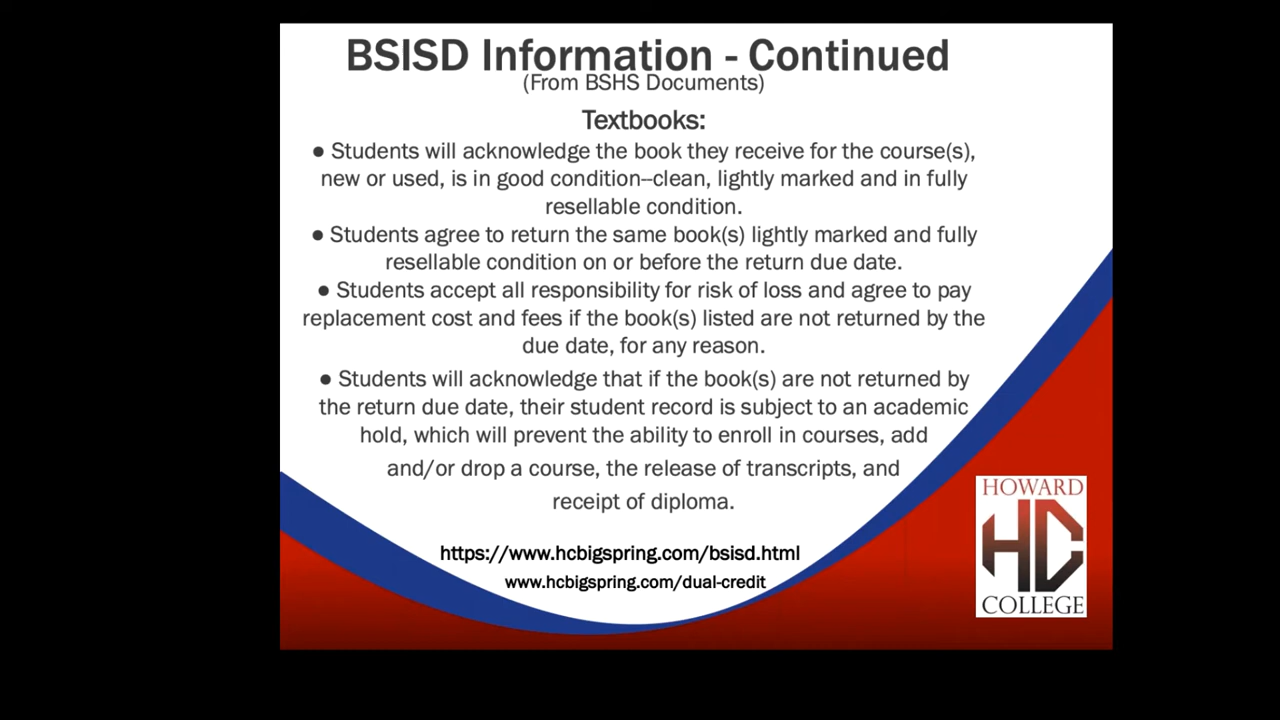 BSISD Information - Continued
(From BSHS Documents)
Textbooks:
● Students will acknowledge the book they receive for the course(s),
new or used, is in good condition--clean, lightly marked and in fully
resellable condition.
● Students agree to return the same book(s) lightly marked and fully
resellable condition on or before the return due date.
● Students accept all responsibility for risk of loss and agree to pay
replacement cost and fees if the book(s) listed are not returned by the
due date, for any reason.
● Students will acknowledge that if the book(s) are not returned by
the return due date, their student record is subject to an academic
hold, which will prevent the ability to enroll in courses, add
and/or drop a course, the release of transcripts, and
receipt of diploma.
https://www.hcbigspring.com/bsisd.html
www.hcbigspring.com/dual-credit
HOWARD
HC
COLLEGE